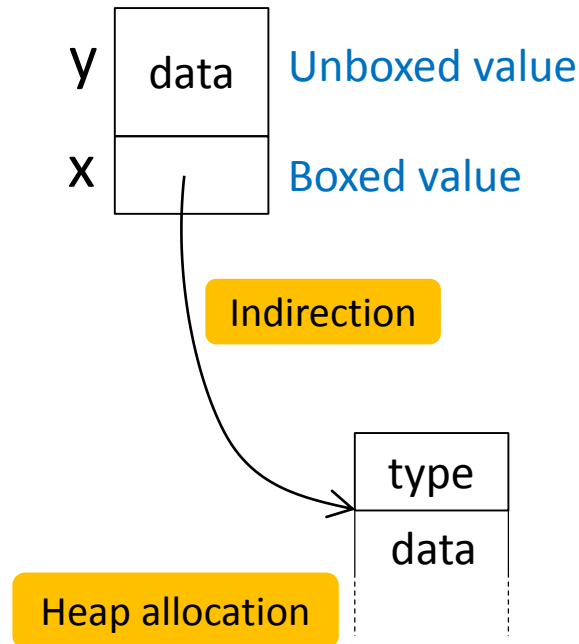 y data Unboxed value
x Boxed value
Indirection
type
data
Heap allocation